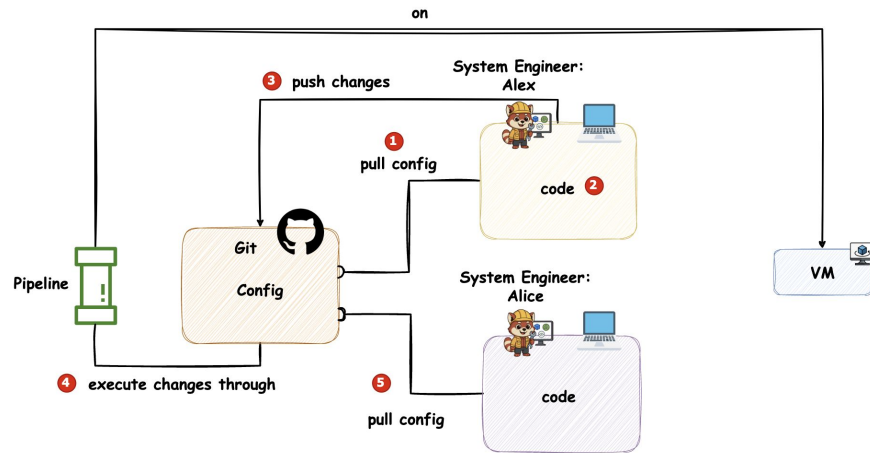 on
System Engineer:
Alex
3 push changes
1
pull config
code 2
Git
Config
Pipeline
VM
System Engineer:
Alice
4 execute changes through
5
pull config
code